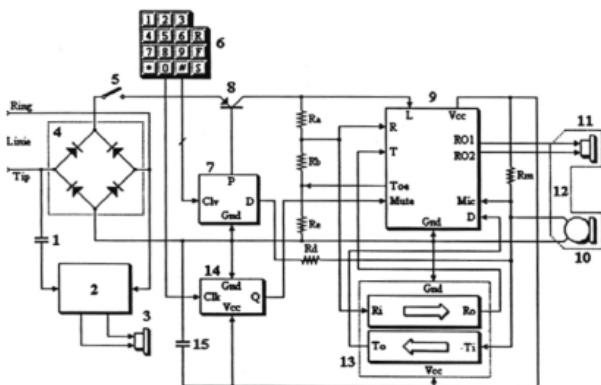 1 2 3
4 5 6 R
7 8 9 F
* 0 # S
6
5
8
9
11
Ring
4
L
Vcc
Ra
R
RO1
RO2
Linie
T
Rb
7
P
Rm
12
Tip
Toe
Clv
D
Mute
Mic
Gnd
Re
Gnd
D
1
Rd
10
14
2
Gnd
Clk
Q
Vcc
Gnd
3
Ri
Ro
15
13
To
Ti
Vcc